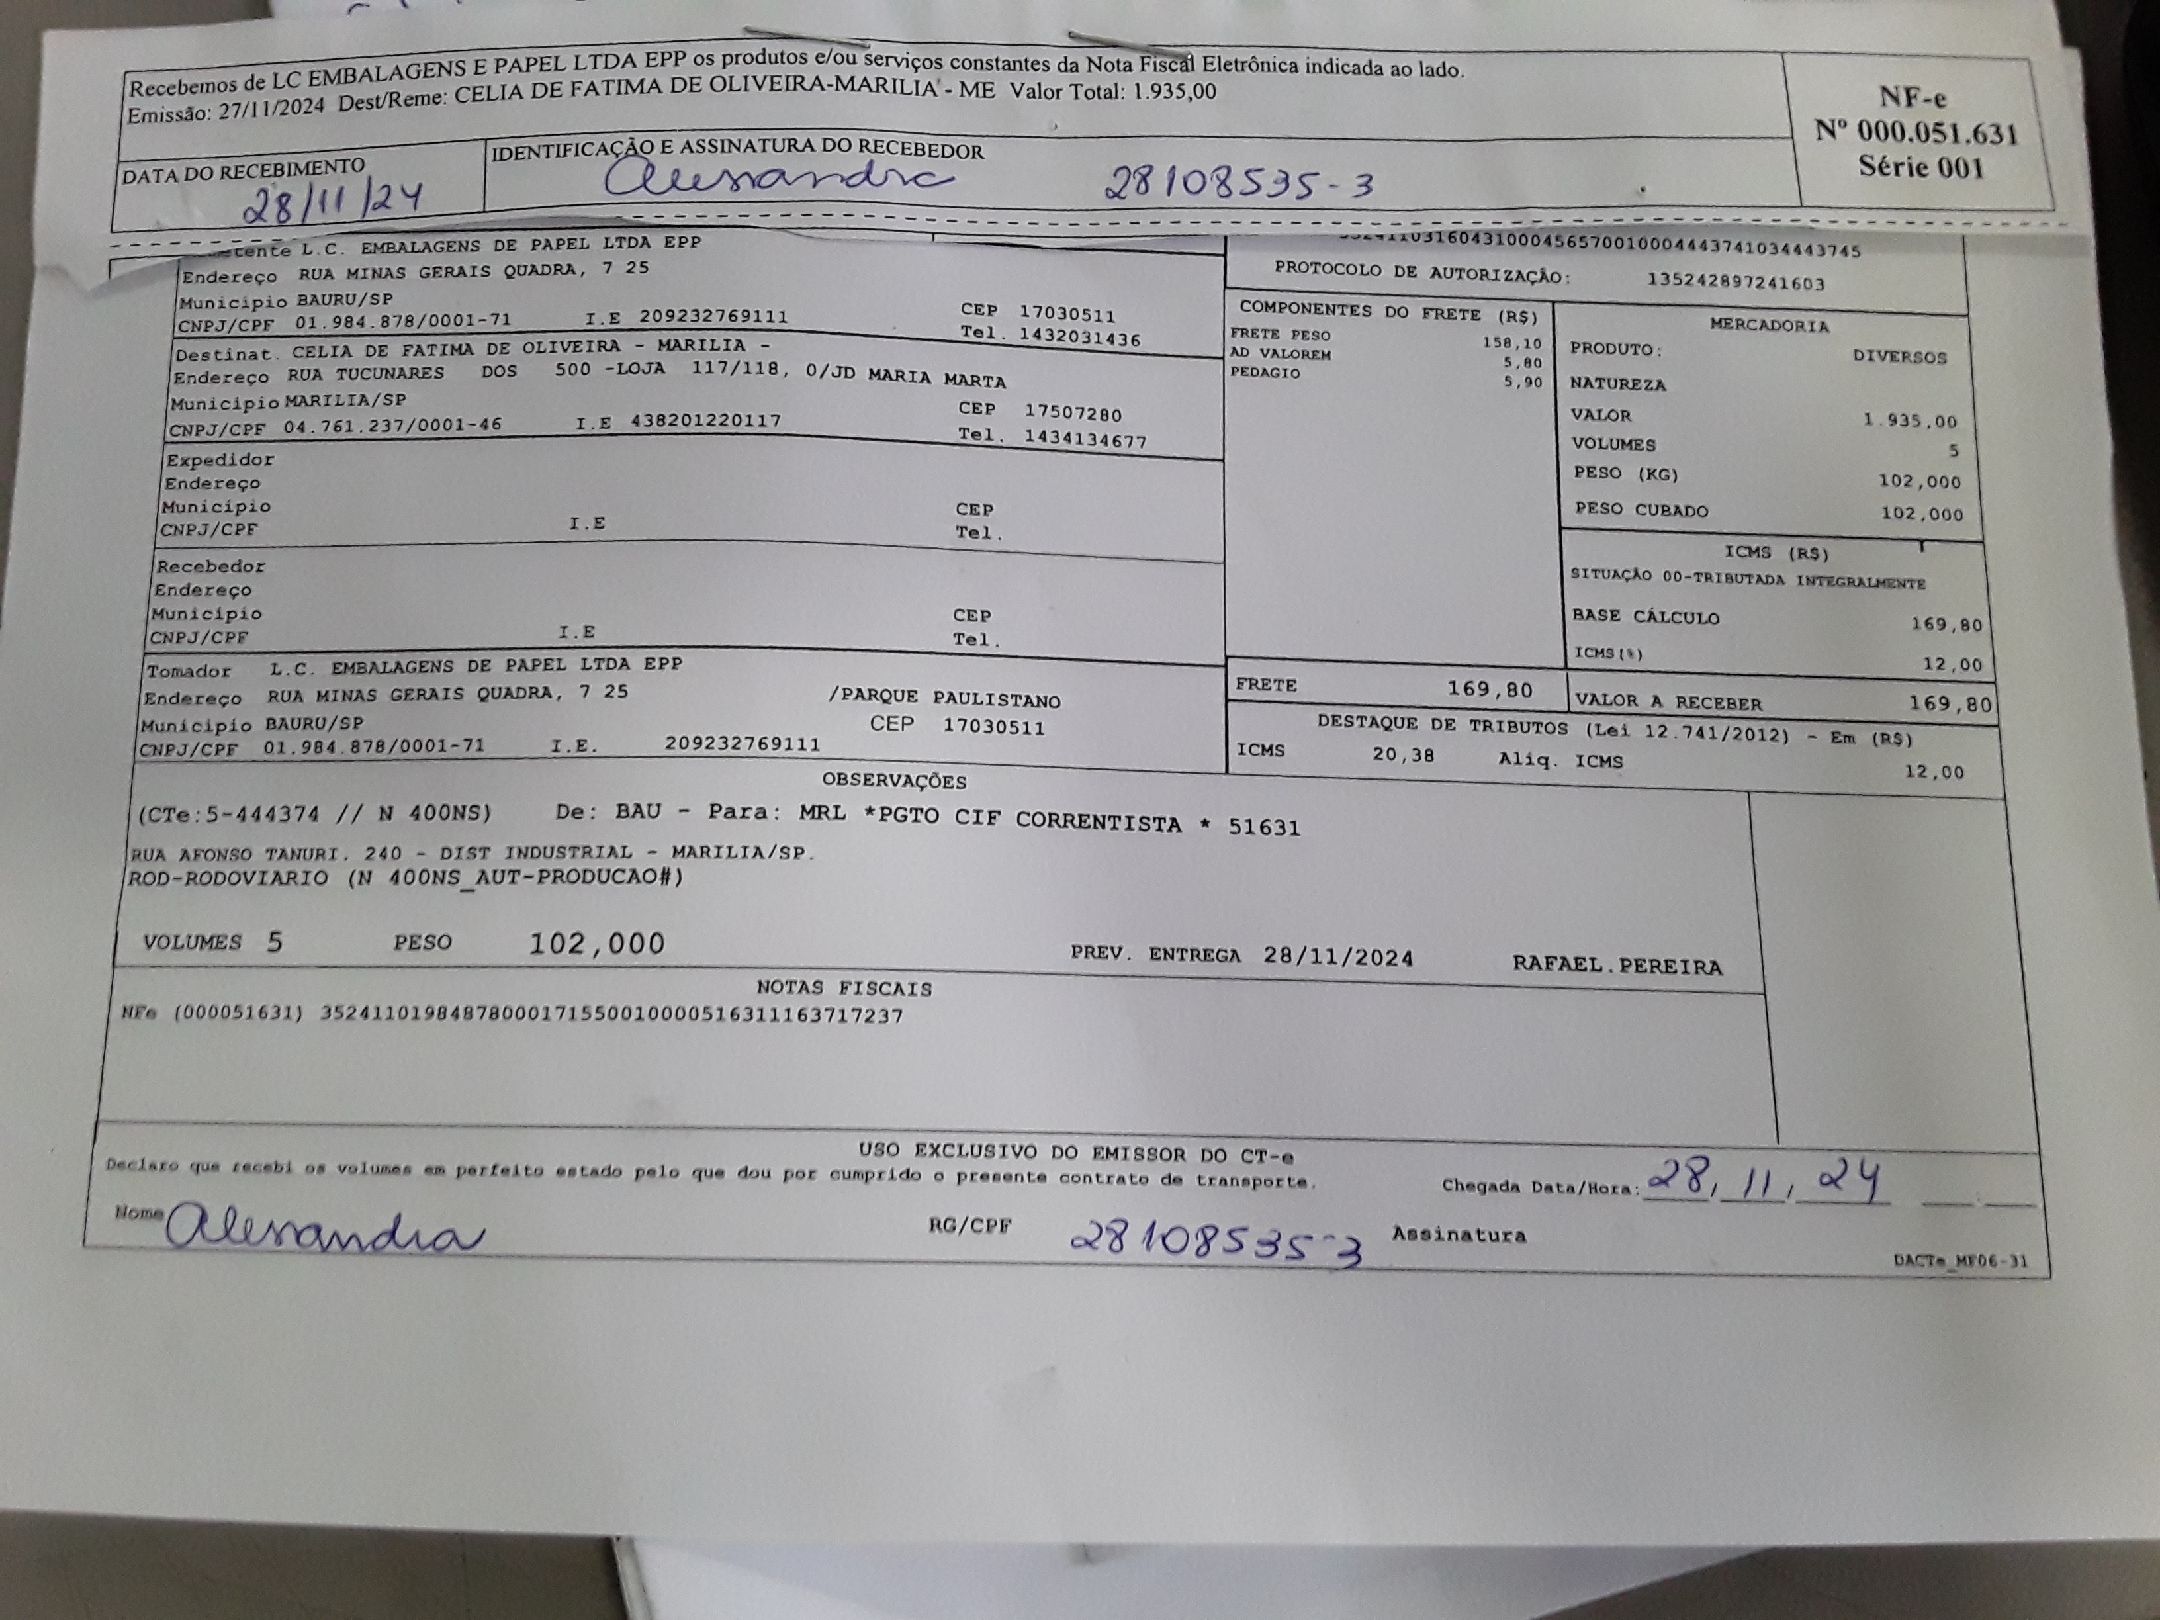 Recebemos de LC EMBALAGENS E PAPEL LTDA EPP os produtos e/ou serviços constantes da Nota Fiscal Eletrônica indicada ao lado.
Emissão: 27/11/2024 Dest/Reme: CELIA DE FATIMA DE OLIVEIRA-MARILIA - ME Valor Total: 1.935,00
NF-e
Nº 000.051.631
Série 001
DATA DO RECEBIMENTO
28/11/24
IDENTIFICAÇÃO E ASSINATURA DO RECEBEDOR
Alessandra 28108535-3
L.C. EMBALAGENS DE PAPEL LTDA EPP
Endereço RUA MINAS GERAIS QUADRA, 7 25
Município BAURU/SP CEP 17030511
CNPJ/CPF 01.984.878/0001-71 I.E 209232769111 Tel. 1432031436
Destinat. CELIA DE FATIMA DE OLIVEIRA - MARILIA -
Endereço RUA TUCUNARES DOS 500 -LOJA 117/118, 0/JD MARIA MARTA
Município MARILIA/SP CEP 17507280
CNPJ/CPF 04.761.237/0001-46 I.E 438201220117 Tel. 1434134677
Expedidor
Endereço
Município CEP
CNPJ/CPF I.E Tel.
Recebedor
Endereço
Município CEP
CNPJ/CPF I.E Tel.
Tomador L.C. EMBALAGENS DE PAPEL LTDA EPP
Endereço RUA MINAS GERAIS QUADRA, 7 25 /PARQUE PAULISTANO
Município BAURU/SP CEP 17030511
CNPJ/CPF 01.984.878/0001-71 I.E. 209232769111
PROTOCOLO DE AUTORIZAÇÃO: 135242897241603
COMPONENTES DO FRETE (R$)
FRETE PESO 158,10
AD VALOREM 5,80
PEDAGIO 5,90
MERCADORIA
PRODUTO: DIVERSOS
NATUREZA
VALOR 1.935,00
VOLUMES 5
PESO (KG) 102,000
PESO CUBADO 102,000
ICMS (R$)
SITUAÇÃO 00-TRIBUTADA INTEGRALMENTE
BASE CÁLCULO 169,80
ICMS(%) 12,00
FRETE 169,80 VALOR A RECEBER 169,80
DESTAQUE DE TRIBUTOS (Lei 12.741/2012) - Em (R$)
ICMS 20,38 Aliq. ICMS 12,00
OBSERVAÇÕES
(CTe:5-444374 // N 400NS) De: BAU - Para: MRL *PGTO CIF CORRENTISTA * 51631
RUA AFONSO TANURI. 240 - DIST INDUSTRIAL - MARILIA/SP.
ROD-RODOVIARIO (N 400NS_AUT-PRODUCAO#)
VOLUMES 5 PESO 102,000 PREV. ENTREGA 28/11/2024 RAFAEL.PEREIRA
NOTAS FISCAIS
NFe (000051631) 35241101984878000171550010000516311163717237
USO EXCLUSIVO DO EMISSOR DO CT-e
Declaro que recebi os volumes em perfeito estado pelo que dou por cumprido o presente contrato de transporte.
Chegada Data/Hora: 28, 11, 24
Nome Alessandra RG/CPF 28108535-3 Assinatura
DACTe_MF06-31